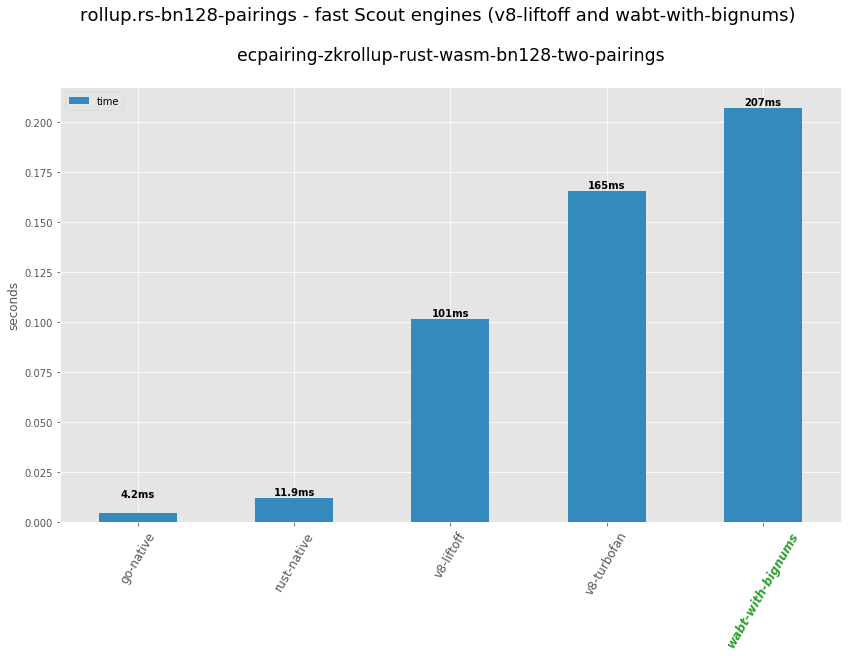 rollup.rs-bn128-pairings - fast Scout engines (v8-liftoff and wabt-with-bignums)
ecpairing-zkrollup-rust-wasm-bn128-two-pairings
time
0.200
0.175
0.150
0.125
0.100
0.075
0.050
0.025
0.000
seconds
4.2ms
11.9ms
101ms
165ms
207ms
go-native
rust-native
v8-liftoff
v8-turbofan
wabt-with-bignums